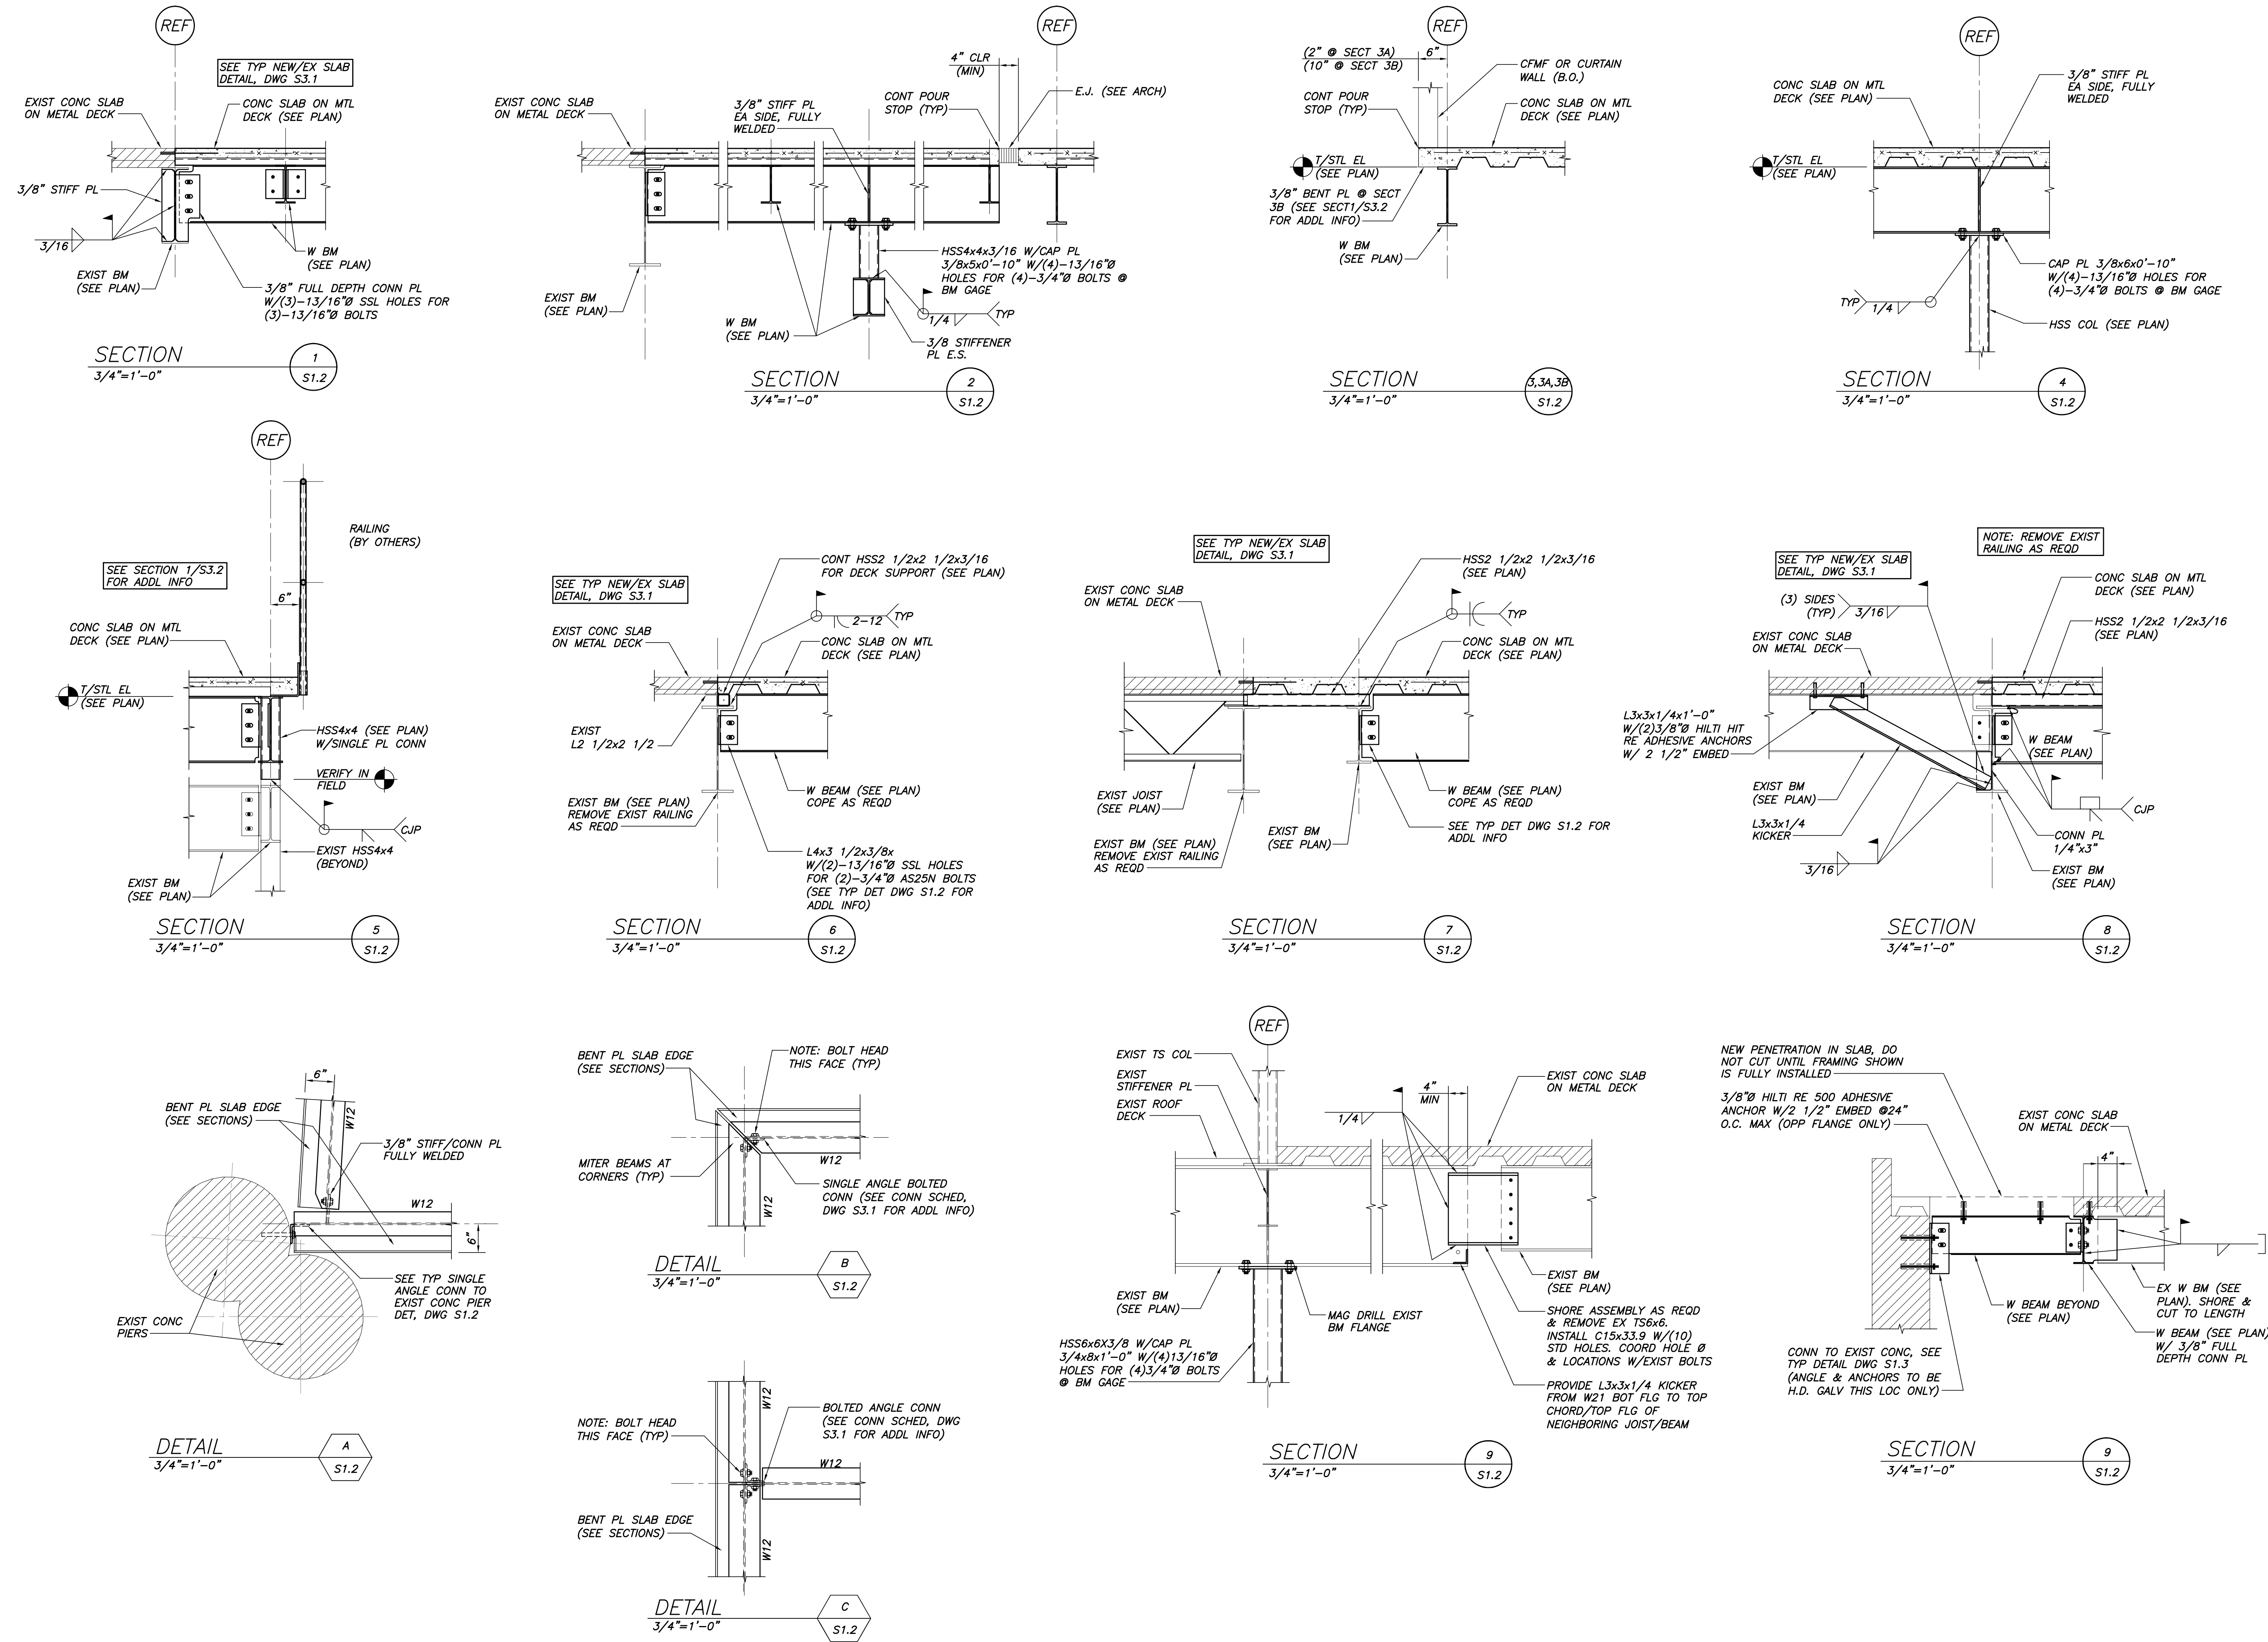 REF
SEE TYP NEW/EX SLAB
DETAIL, DWG S3.1
EXIST CONC SLAB
ON METAL DECK
CONC SLAB ON MTL
DECK (SEE PLAN)
3/8" STIFF PL
3/16
EXIST BM
(SEE PLAN)
W BM
(SEE PLAN)
3/8" FULL DEPTH CONN PL
W/(3)-13/16"Ø SSL HOLES FOR
(3)-13/16"Ø BOLTS
SECTION
3/4"=1'-0"
1
S1.2
REF
4" CLR
(MIN)
E.J. (SEE ARCH)
EXIST CONC SLAB
ON METAL DECK
3/8" STIFF PL
EA SIDE, FULLY
WELDED
CONT POUR
STOP (TYP)
EXIST BM
(SEE PLAN)
W BM
(SEE PLAN)
HSS4x4x3/16 W/CAP PL
3/8x5x0'-10" W/(4)-13/16"Ø
HOLES FOR (4)-3/4"Ø BOLTS @
BM GAGE
1/4
TYP
3/8 STIFFENER
PL E.S.
SECTION
3/4"=1'-0"
2
S1.2
REF
(2" @ SECT 3A)
(10" @ SECT 3B)
6"
CFMF OR CURTAIN
WALL (B.O.)
CONT POUR
STOP (TYP)
CONC SLAB ON MTL
DECK (SEE PLAN)
T/STL EL
(SEE PLAN)
3/8" BENT PL @ SECT
3B (SEE SECT1/S3.2
FOR ADDL INFO)
W BM
(SEE PLAN)
SECTION
3/4"=1'-0"
3,3A,3B
S1.2
REF
CONC SLAB ON MTL
DECK (SEE PLAN)
3/8" STIFF PL
EA SIDE, FULLY
WELDED
T/STL EL
(SEE PLAN)
CAP PL 3/8x6x0'-10"
W/(4)-13/16"Ø HOLES FOR
(4)-3/4"Ø BOLTS @ BM GAGE
TYP
1/4
HSS COL (SEE PLAN)
SECTION
3/4"=1'-0"
4
S1.2
REF
RAILING
(BY OTHERS)
SEE SECTION 1/S3.2
FOR ADDL INFO
6"
CONC SLAB ON MTL
DECK (SEE PLAN)
T/STL EL
(SEE PLAN)
HSS4x4 (SEE PLAN)
W/SINGLE PL CONN
VERIFY IN
FIELD
CJP
EXIST HSS4x4
(BEYOND)
EXIST BM
(SEE PLAN)
SECTION
3/4"=1'-0"
5
S1.2
CONT HSS2 1/2x2 1/2x3/16
FOR DECK SUPPORT (SEE PLAN)
SEE TYP NEW/EX SLAB
DETAIL, DWG S3.1
2-12
TYP
EXIST CONC SLAB
ON METAL DECK
CONC SLAB ON MTL
DECK (SEE PLAN)
EXIST
L2 1/2x2 1/2
W BEAM (SEE PLAN)
COPE AS REQD
EXIST BM (SEE PLAN)
REMOVE EXIST RAILING
AS REQD
L4x3 1/2x3/8x
W/(2)-13/16"Ø SSL HOLES
FOR (2)-3/4"Ø AS25N BOLTS
(SEE TYP DET DWG S1.2 FOR
ADDL INFO)
SECTION
3/4"=1'-0"
6
S1.2
SEE TYP NEW/EX SLAB
DETAIL, DWG S3.1
HSS2 1/2x2 1/2x3/16
(SEE PLAN)
EXIST CONC SLAB
ON METAL DECK
TYP
CONC SLAB ON MTL
DECK (SEE PLAN)
EXIST JOIST
(SEE PLAN)
W BEAM (SEE PLAN)
COPE AS REQD
EXIST BM (SEE PLAN)
REMOVE EXIST RAILING
AS REQD
EXIST BM
(SEE PLAN)
SEE TYP DET DWG S1.2 FOR
ADDL INFO
SECTION
3/4"=1'-0"
7
S1.2
NOTE: REMOVE EXIST
RAILING AS REQD
SEE TYP NEW/EX SLAB
DETAIL, DWG S3.1
CONC SLAB ON MTL
DECK (SEE PLAN)
(3) SIDES
(TYP)
3/16
HSS2 1/2x2 1/2x3/16
(SEE PLAN)
EXIST CONC SLAB
ON METAL DECK
L3x3x1/4x1'-0"
W/(2)3/8"Ø HILTI HIT
RE ADHESIVE ANCHORS
W/ 2 1/2" EMBED
W BEAM
(SEE PLAN)
EXIST BM
(SEE PLAN)
L3x3x1/4
KICKER
CJP
CONN PL
1/4"x3"
3/16
EXIST BM
(SEE PLAN)
SECTION
3/4"=1'-0"
8
S1.2
6"
BENT PL SLAB EDGE
(SEE SECTIONS)
W12
3/8" STIFF/CONN PL
FULLY WELDED
W12
6"
SEE TYP SINGLE
ANGLE CONN TO
EXIST CONC PIER
DET, DWG S1.2
EXIST CONC
PIERS
DETAIL
3/4"=1'-0"
A
S1.2
BENT PL SLAB EDGE
(SEE SECTIONS)
NOTE: BOLT HEAD
THIS FACE (TYP)
MITER BEAMS AT
CORNERS (TYP)
W12
SINGLE ANGLE BOLTED
CONN (SEE CONN SCHED,
DWG S3.1 FOR ADDL INFO)
W12
DETAIL
3/4"=1'-0"
B
S1.2
W12
NOTE: BOLT HEAD
THIS FACE (TYP)
BOLTED ANGLE CONN
(SEE CONN SCHED, DWG
S3.1 FOR ADDL INFO)
W12
BENT PL SLAB EDGE
(SEE SECTIONS)
W12
DETAIL
3/4"=1'-0"
C
S1.2
REF
EXIST TS COL
EXIST
STIFFENER PL
EXIST ROOF
DECK
4"
MIN
1/4
EXIST CONC SLAB
ON METAL DECK
EXIST BM
(SEE PLAN)
EXIST BM
(SEE PLAN)
MAG DRILL EXIST
BM FLANGE
HSS6x6X3/8 W/CAP PL
3/4x8x1'-0" W/(4)13/16"Ø
HOLES FOR (4)3/4"Ø BOLTS
@ BM GAGE
SHORE ASSEMBLY AS REQD
& REMOVE EX TS6x6.
INSTALL C15x33.9 W/(10)
STD HOLES. COORD HOLE Ø
& LOCATIONS W/EXIST BOLTS
PROVIDE L3x3x1/4 KICKER
FROM W21 BOT FLG TO TOP
CHORD/TOP FLG OF
NEIGHBORING JOIST/BEAM
SECTION
3/4"=1'-0"
9
S1.2
NEW PENETRATION IN SLAB, DO
NOT CUT UNTIL FRAMING SHOWN
IS FULLY INSTALLED
3/8"Ø HILTI RE 500 ADHESIVE
ANCHOR W/2 1/2" EMBED @24"
O.C. MAX (OPP FLANGE ONLY)
EXIST CONC SLAB
ON METAL DECK
4"
W BEAM BEYOND
(SEE PLAN)
EX W BM (SEE
PLAN). SHORE &
CUT TO LENGTH
W BEAM (SEE PLAN)
W/ 3/8" FULL
DEPTH CONN PL
CONN TO EXIST CONC, SEE
TYP DETAIL DWG S1.3
(ANGLE & ANCHORS TO BE
H.D. GALV THIS LOC ONLY)
SECTION
3/4"=1'-0"
9
S1.2